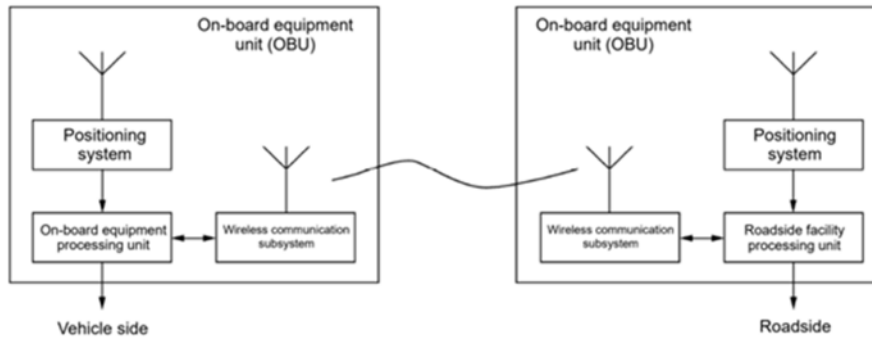 On-board equipment
unit (OBU)
Positioning
system
On-board equipment
processing unit
Wireless communication
subsystem
Vehicle side
On-board equipment
unit (OBU)
Positioning
system
Wireless communication
subsystem
Roadside facility
processing unit
Roadside